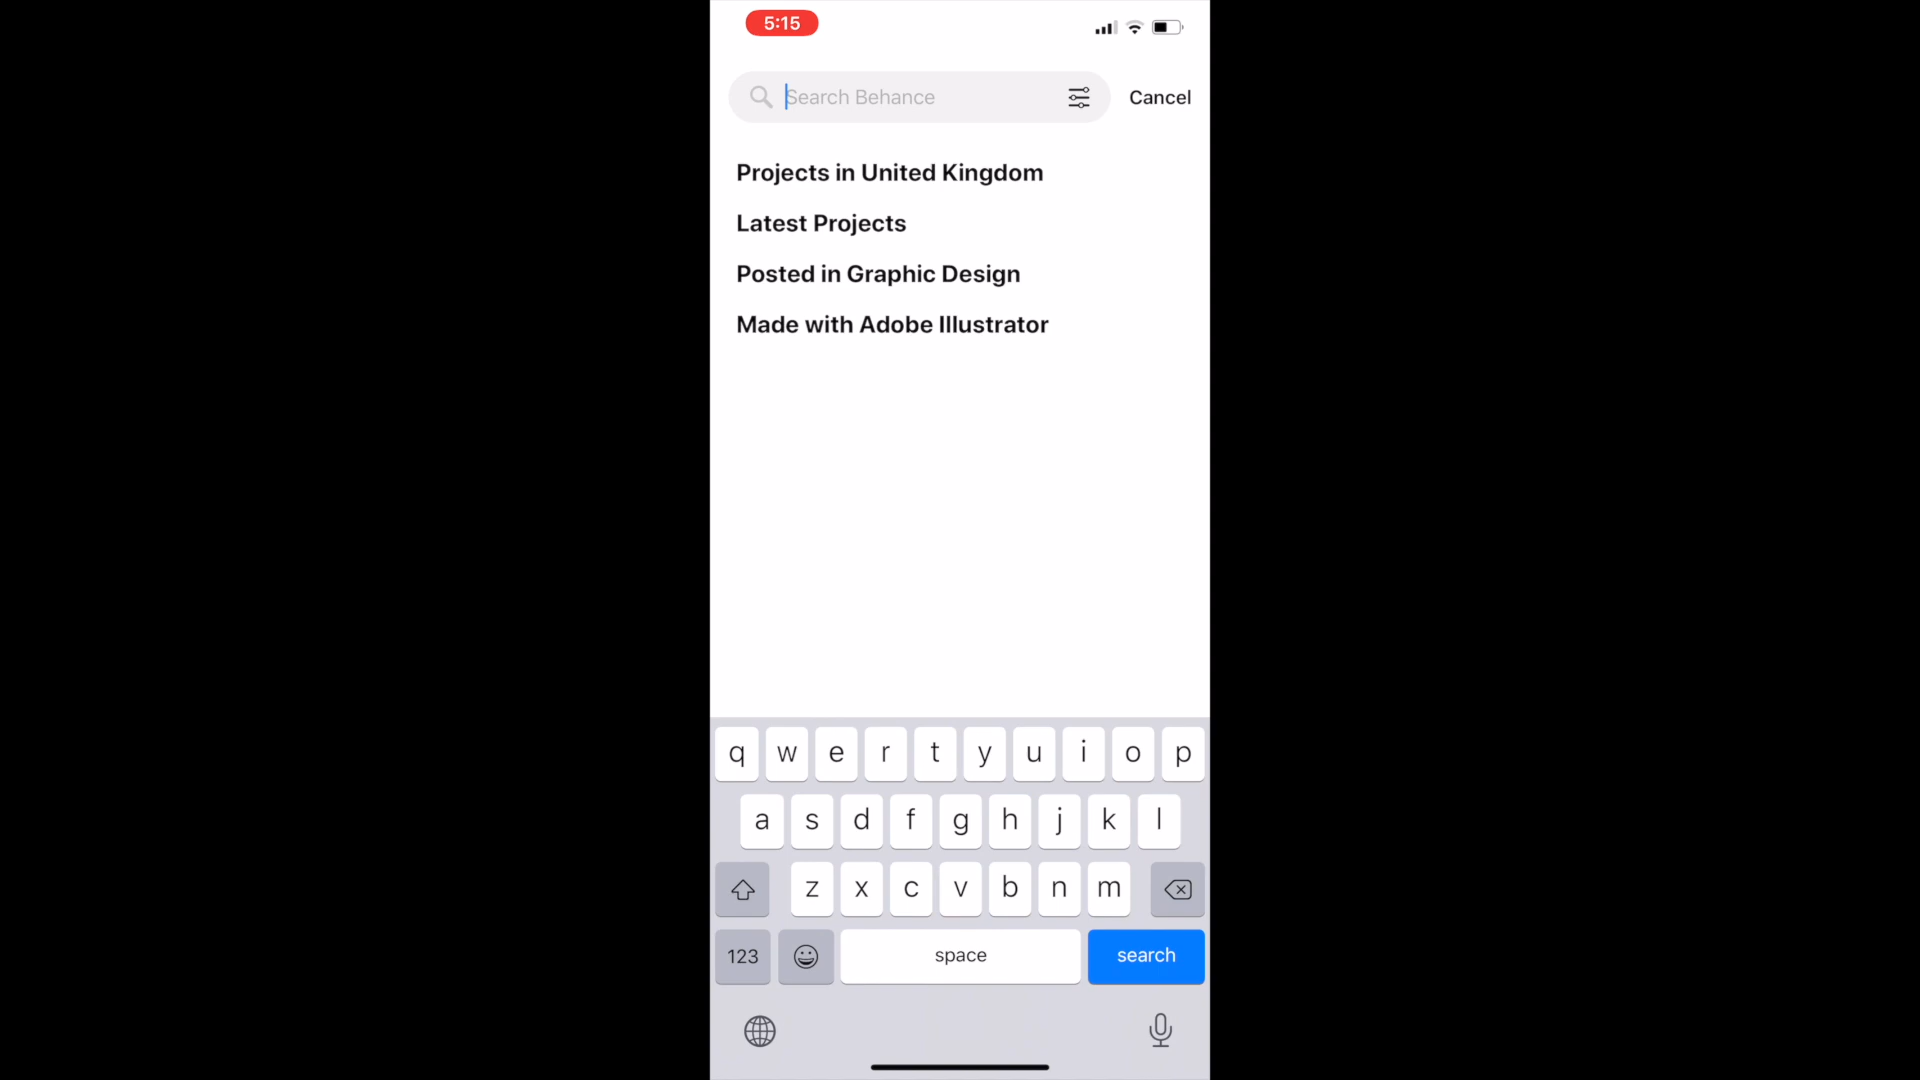 5:15
Search Behance
Cancel
Projects in United Kingdom
Latest Projects
Posted in Graphic Design
Made with Adobe Illustrator
q w e r t y u i o p
a s d f g h j k l
z x c v b n m
123 space search